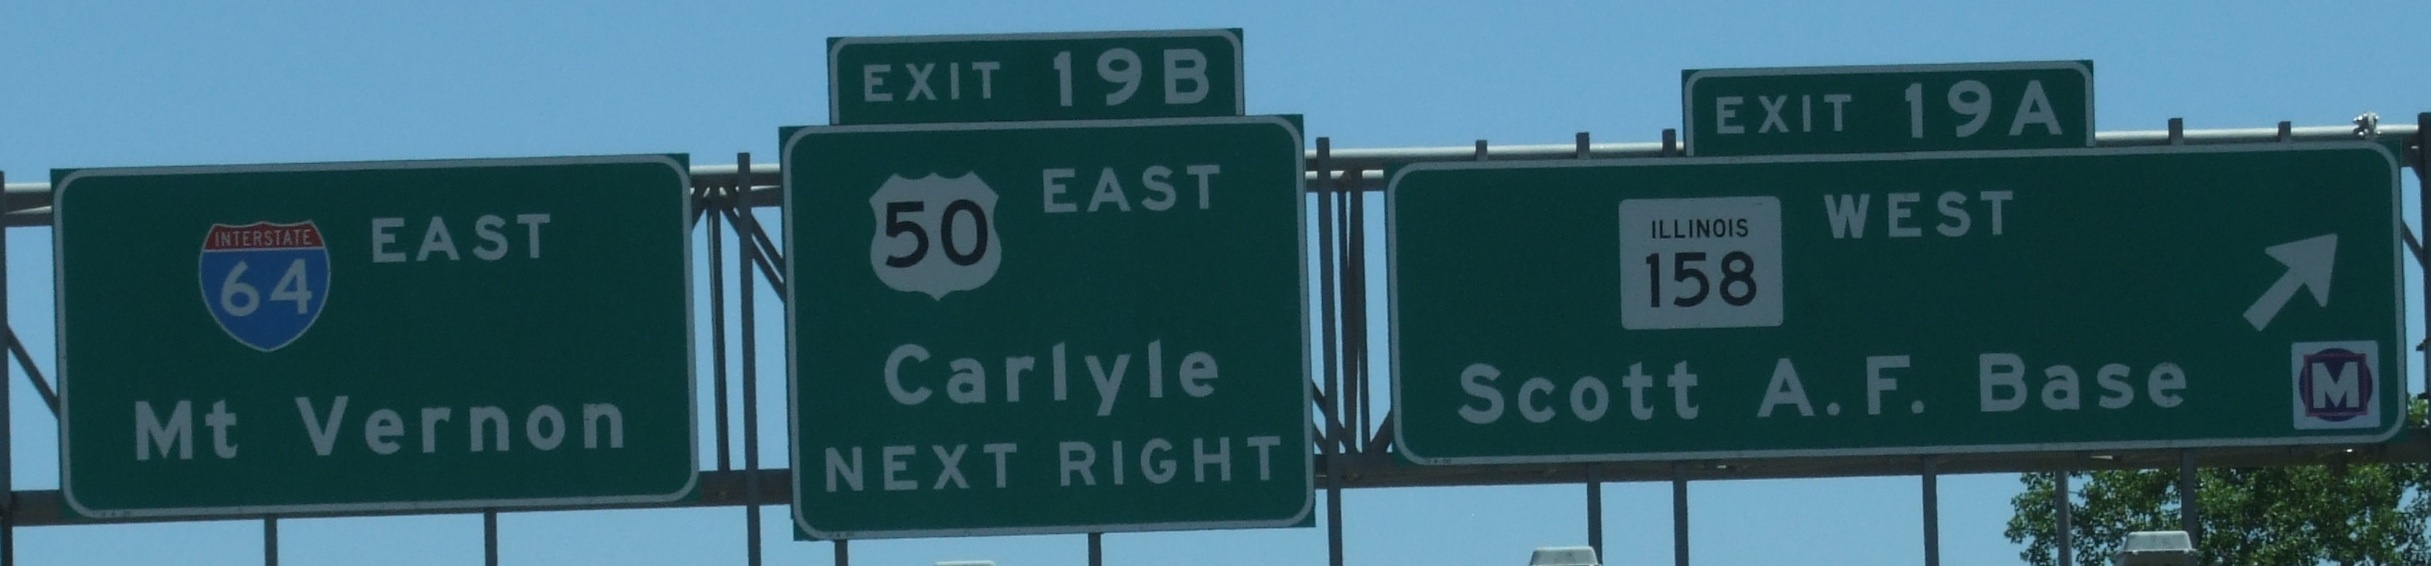 INTERSTATE
64
EAST
Mt Vernon
EXIT 19B
50
EAST
Carlyle
NEXT RIGHT
EXIT 19A
ILLINOIS
158
WEST
Scott A.F. Base
M